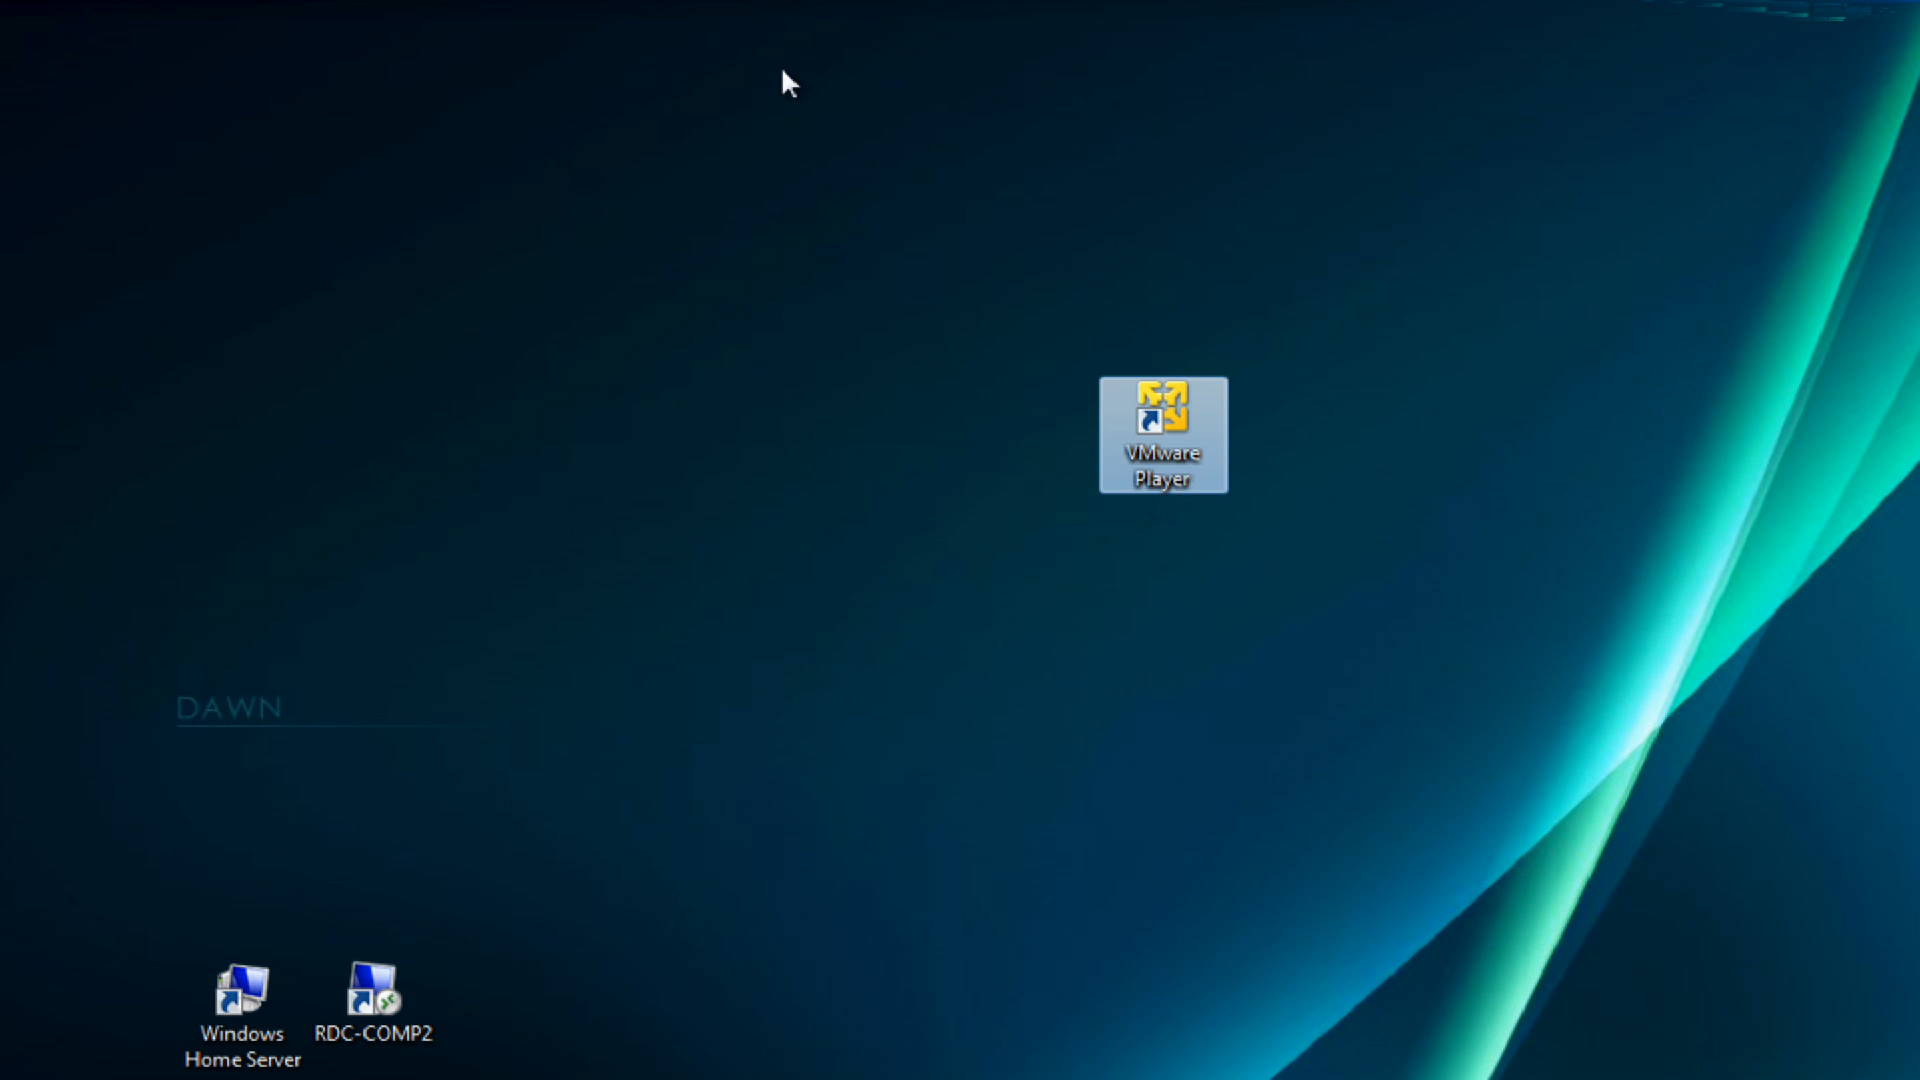 VMware
Player
DAWN
Windows
Home Server
RDC-COMP2